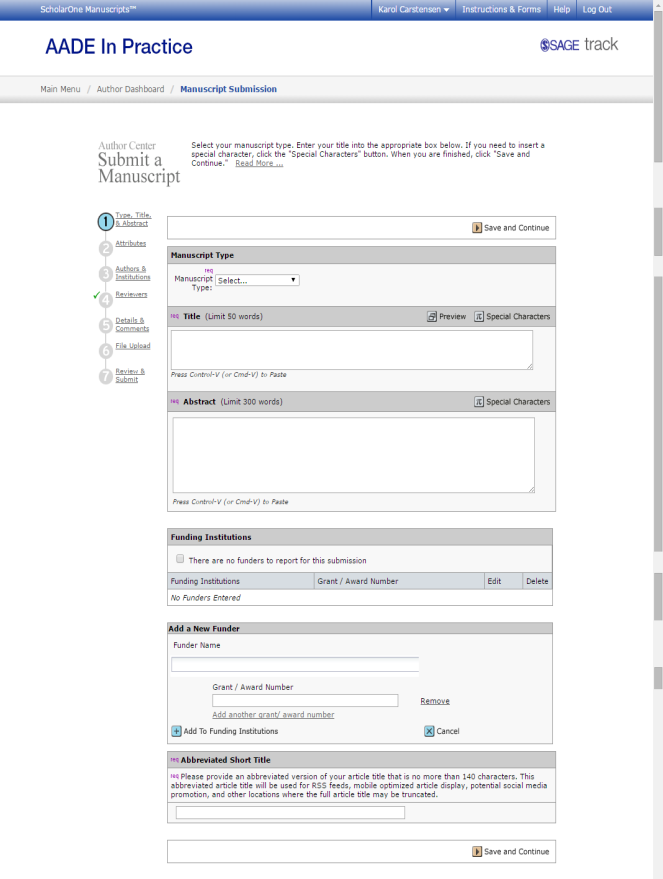 ScholarOne Manuscripts™ Karol Carstensen Instructions & Forms Help Log Out
AADE In Practice
SAGE track
Main Menu / Author Dashboard / Manuscript Submission
Author Center
Submit a
Manuscript
Select your manuscript type. Enter your title into the appropriate box below. If you need to insert a
special character, click the "Special Characters" button. When you are finished, click "Save and
Continue." Read More ...
1 Type, Title,
& Abstract
2 Attributes
3 Authors &
Institutions
4 Reviewers
5 Details &
Comments
6 File Upload
7 Review &
Submit
Save and Continue
Manuscript Type
req
Manuscript
Type: Select...
req Title (Limit 50 words) Preview Special Characters
Press Control-V (or Cmd-V) to Paste
req Abstract (Limit 300 words) Special Characters
Press Control-V (or Cmd-V) to Paste
Funding Institutions
There are no funders to report for this submission
Funding Institutions Grant / Award Number Edit Delete
No Funders Entered
Add a New Funder
Funder Name
Grant / Award Number
Remove
Add another grant/ award number
Add To Funding Institutions Cancel
req Abbreviated Short Title
req Please provide an abbreviated version of your article title that is no more than 140 characters. This
abbreviated article title will be used for RSS feeds, mobile optimized article display, potential social media
promotion, and other locations where the full article title may be truncated.
Save and Continue